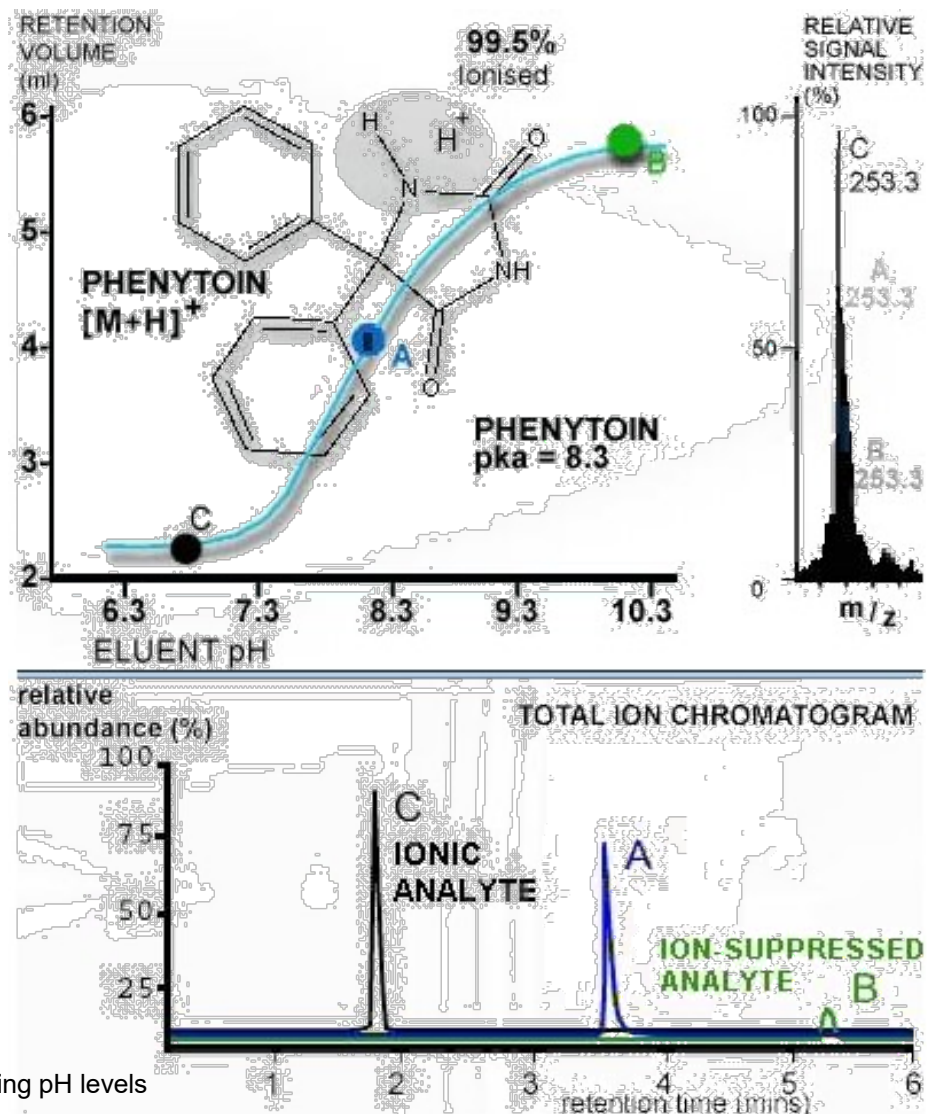 RETENTION
VOLUME
(ml)
6
5
4
3
2
6.3 7.3 8.3 9.3 10.3
ELUENT pH
99.5%
Ionised
H
H+
N
O
NH
O
PHENYTOIN
[M+H]+
A
B
C
PHENYTOIN
pka = 8.3
RELATIVE
SIGNAL
INTENSITY
(%)
100
50
0
C
253.3
A
253.3
B
253.3
m/z
relative
abundance (%)
100
75
50
25
TOTAL ION CHROMATOGRAM
C
IONIC
ANALYTE
A
ION-SUPPRESSED
ANALYTE
B
1 2 3 4 5 6
retention time (mins)
ing pH levels